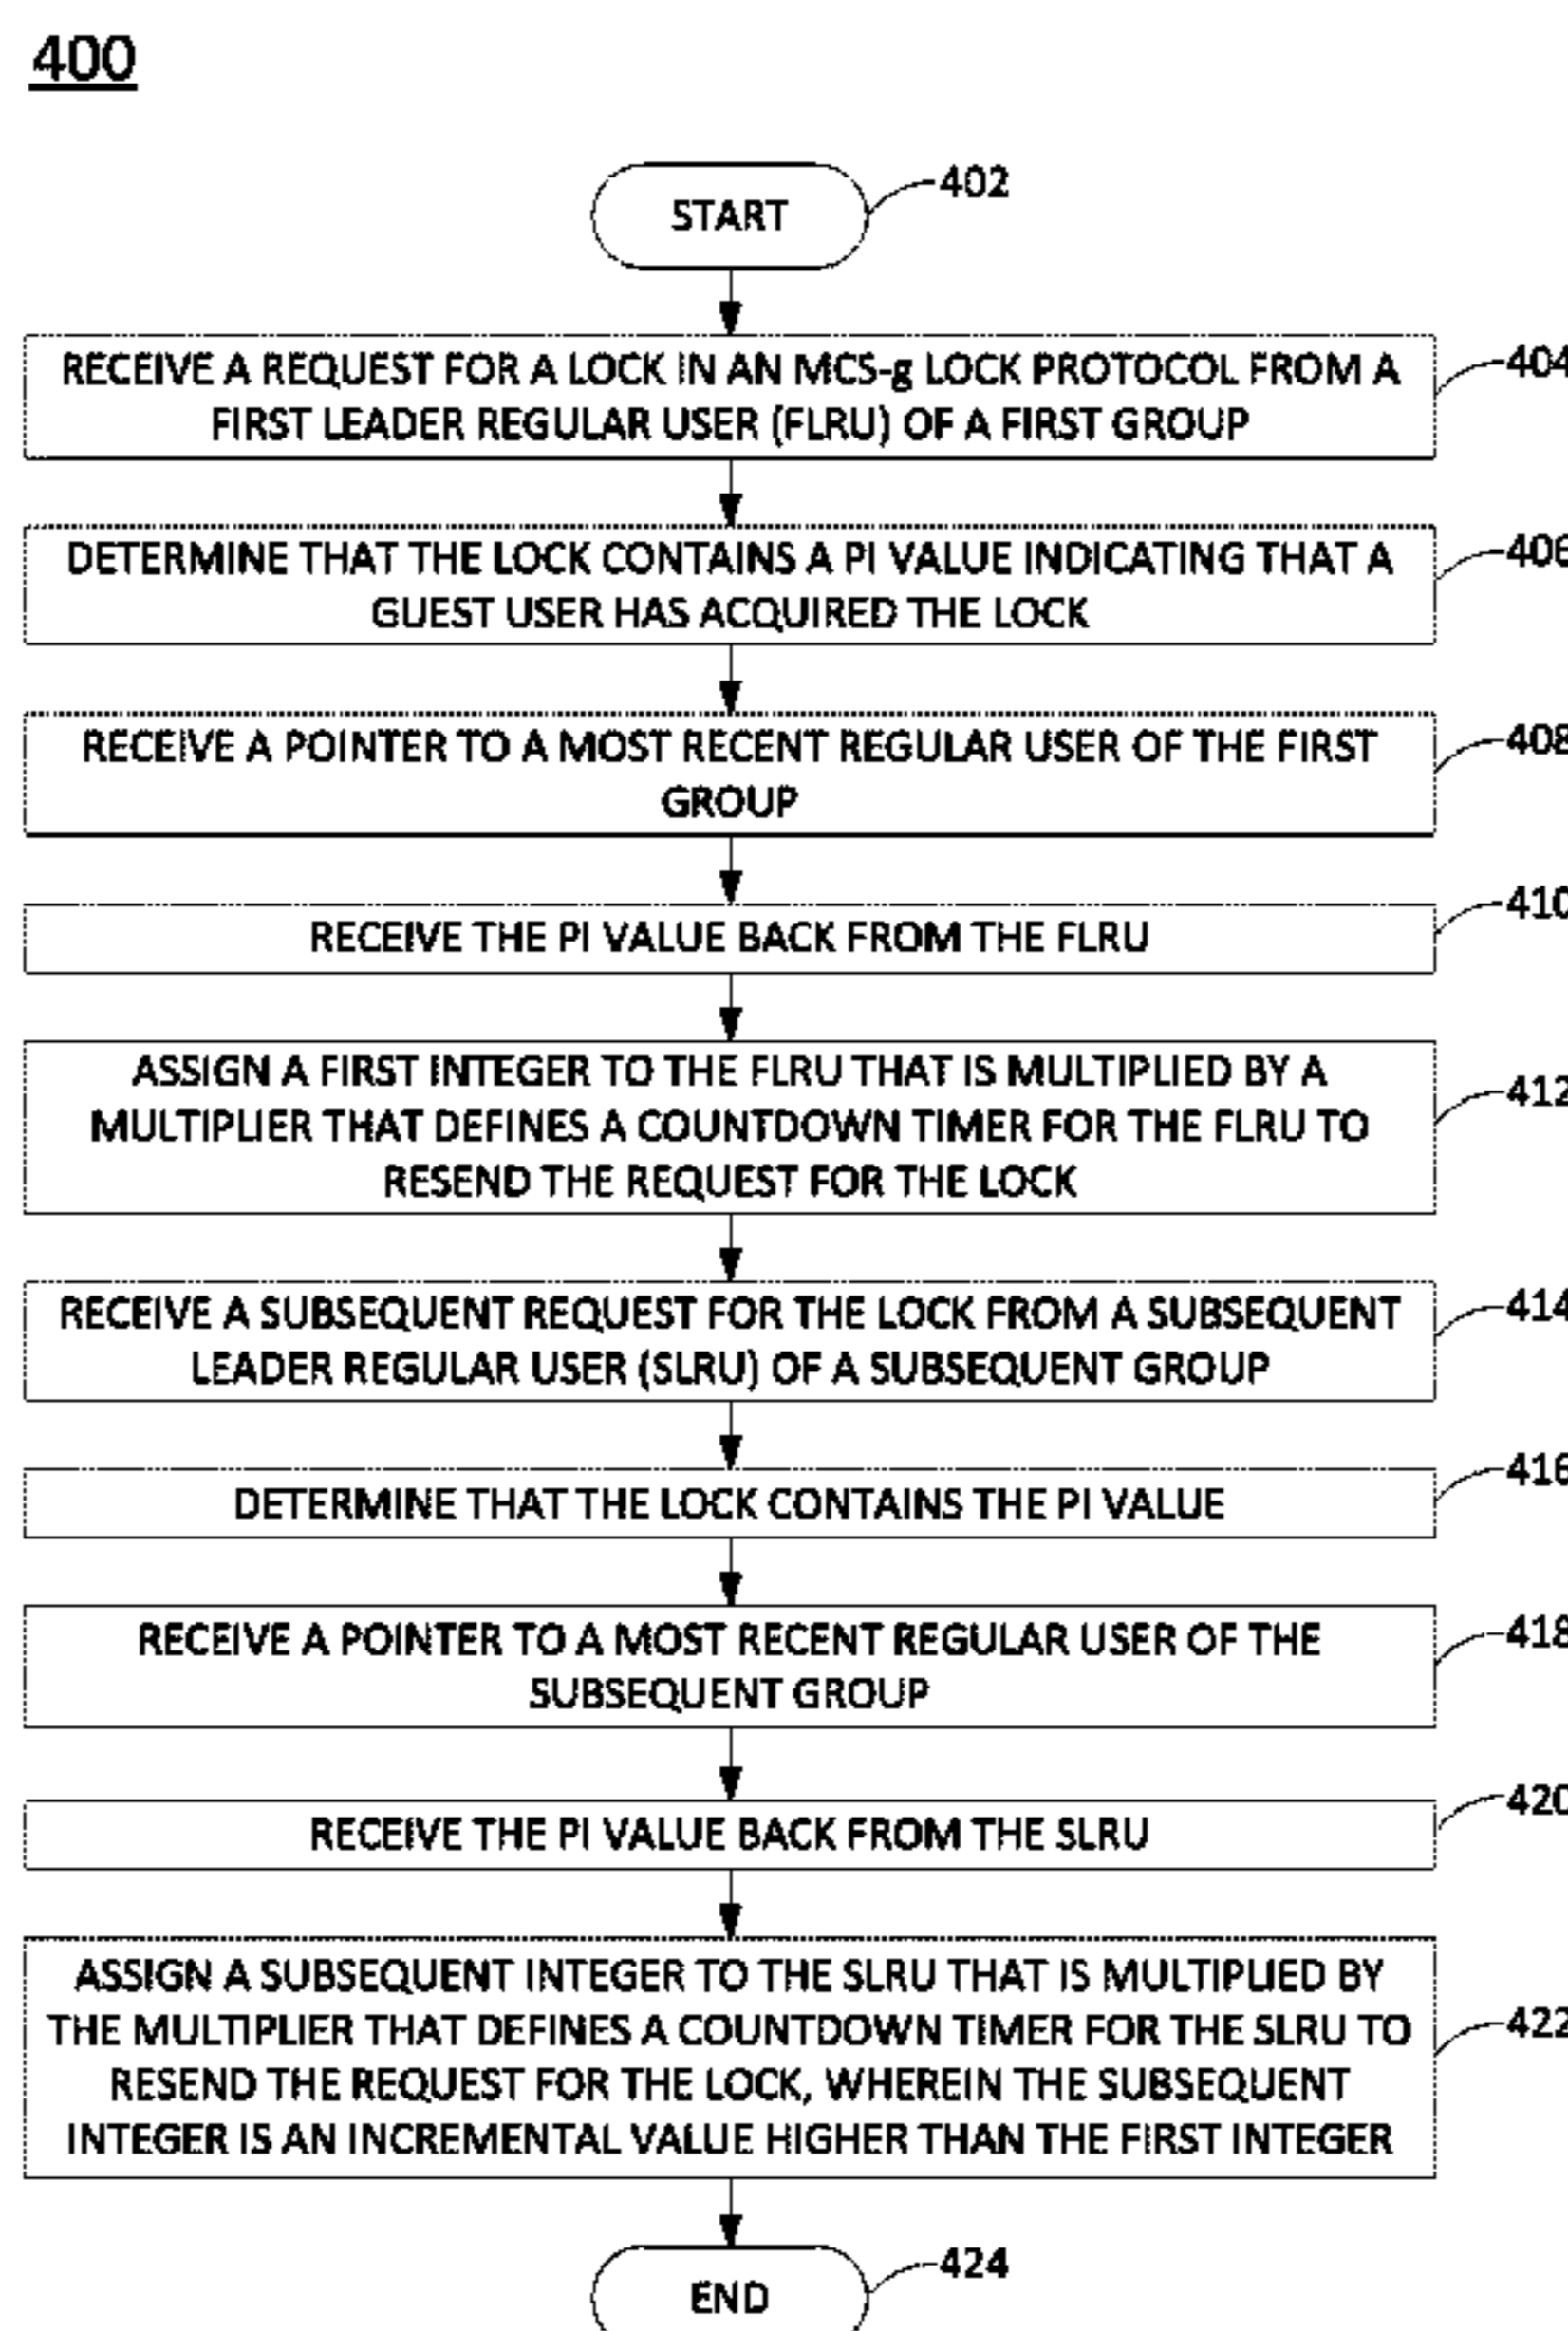 400
START
402
RECEIVE A REQUEST FOR A LOCK IN AN MCS-g LOCK PROTOCOL FROM A
FIRST LEADER REGULAR USER (FLRU) OF A FIRST GROUP
404
DETERMINE THAT THE LOCK CONTAINS A PI VALUE INDICATING THAT A
GUEST USER HAS ACQUIRED THE LOCK
406
RECEIVE A POINTER TO A MOST RECENT REGULAR USER OF THE FIRST
GROUP
408
RECEIVE THE PI VALUE BACK FROM THE FLRU
410
ASSIGN A FIRST INTEGER TO THE FLRU THAT IS MULTIPLIED BY A
MULTIPLIER THAT DEFINES A COUNTDOWN TIMER FOR THE FLRU TO
RESEND THE REQUEST FOR THE LOCK
412
RECEIVE A SUBSEQUENT REQUEST FOR THE LOCK FROM A SUBSEQUENT
LEADER REGULAR USER (SLRU) OF A SUBSEQUENT GROUP
414
DETERMINE THAT THE LOCK CONTAINS THE PI VALUE
416
RECEIVE A POINTER TO A MOST RECENT REGULAR USER OF THE
SUBSEQUENT GROUP
418
RECEIVE THE PI VALUE BACK FROM THE SLRU
420
ASSIGN A SUBSEQUENT INTEGER TO THE SLRU THAT IS MULTIPLIED BY
THE MULTIPLIER THAT DEFINES A COUNTDOWN TIMER FOR THE SLRU TO
RESEND THE REQUEST FOR THE LOCK, WHEREIN THE SUBSEQUENT
INTEGER IS AN INCREMENTAL VALUE HIGHER THAN THE FIRST INTEGER
422
END
424